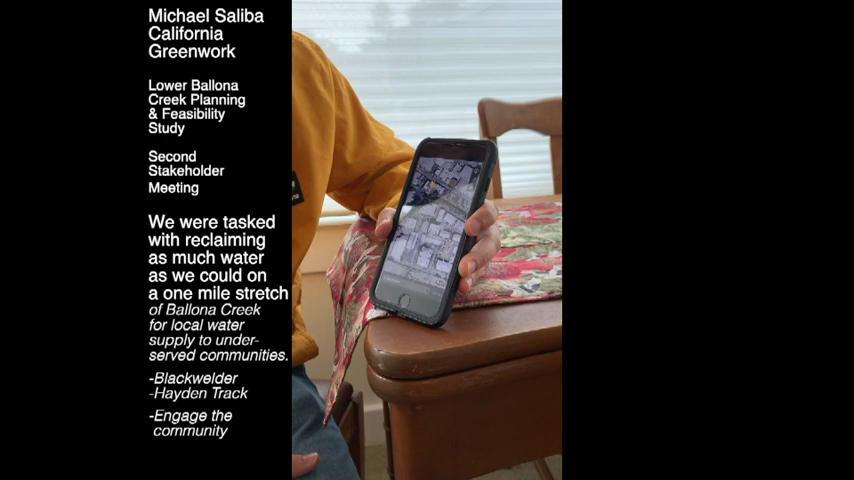 Michael Saliba
California
Greenwork
Lower Ballona
Creek Planning
& Feasibility
Study
Second
Stakeholder
Meeting
We were tasked
with reclaiming
as much water
as we could on
a one mile stretch
of Ballona Creek
for local water
supply to under-
served communities.
-Blackwelder
-Hayden Track
-Engage the
community